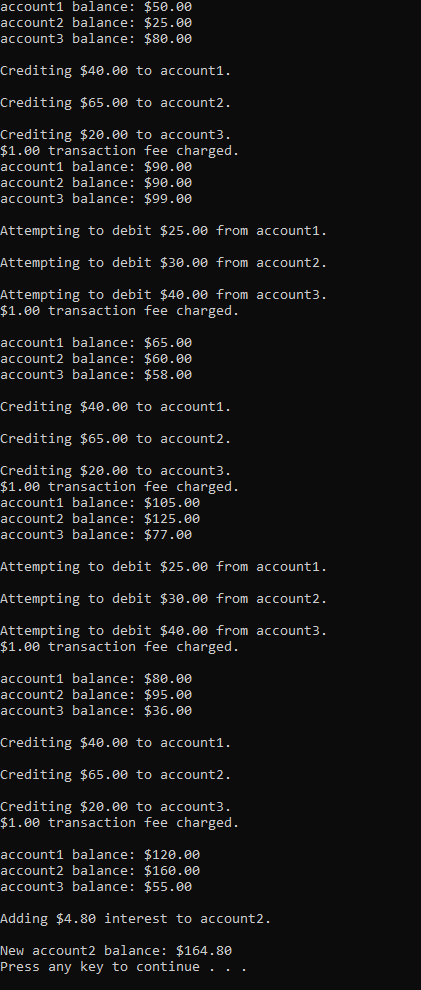 account1 balance: $50.00
account2 balance: $25.00
account3 balance: $80.00
Crediting $40.00 to account1.
Crediting $65.00 to account2.
Crediting $20.00 to account3.
$1.00 transaction fee charged.
account1 balance: $90.00
account2 balance: $90.00
account3 balance: $99.00
Attempting to debit $25.00 from account1.
Attempting to debit $30.00 from account2.
Attempting to debit $40.00 from account3.
$1.00 transaction fee charged.
account1 balance: $65.00
account2 balance: $60.00
account3 balance: $58.00
Crediting $40.00 to account1.
Crediting $65.00 to account2.
Crediting $20.00 to account3.
$1.00 transaction fee charged.
account1 balance: $105.00
account2 balance: $125.00
account3 balance: $77.00
Attempting to debit $25.00 from account1.
Attempting to debit $30.00 from account2.
Attempting to debit $40.00 from account3.
$1.00 transaction fee charged.
account1 balance: $80.00
account2 balance: $95.00
account3 balance: $36.00
Crediting $40.00 to account1.
Crediting $65.00 to account2.
Crediting $20.00 to account3.
$1.00 transaction fee charged.
account1 balance: $120.00
account2 balance: $160.00
account3 balance: $55.00
Adding $4.80 interest to account2.
New account2 balance: $164.80
Press any key to continue . . .